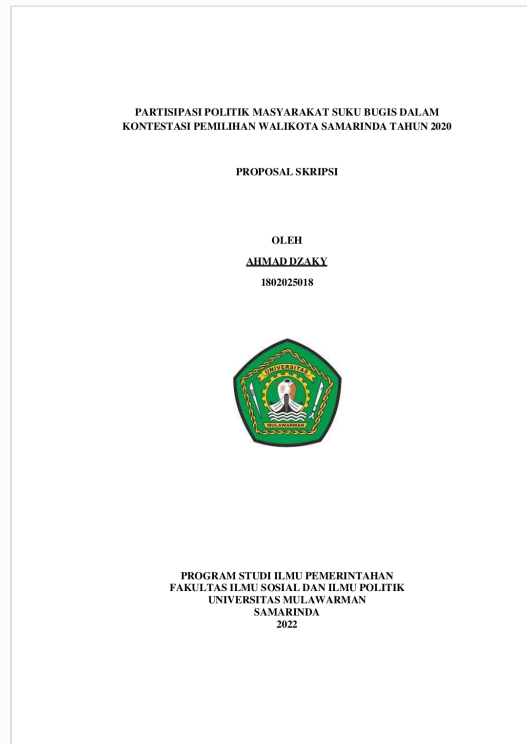 PARTISIPASI POLITIK MASYARAKAT SUKU BUGIS DALAM
KONTESTASI PEMILIHAN WALIKOTA SAMARINDA TAHUN 2020
PROPOSAL SKRIPSI
OLEH
AHMAD DZAKY
1802025018
UNIVERSITAS
MULAWARMAN
PROGRAM STUDI ILMU PEMERINTAHAN
FAKULTAS ILMU SOSIAL DAN ILMU POLITIK
UNIVERSITAS MULAWARMAN
SAMARINDA
2022